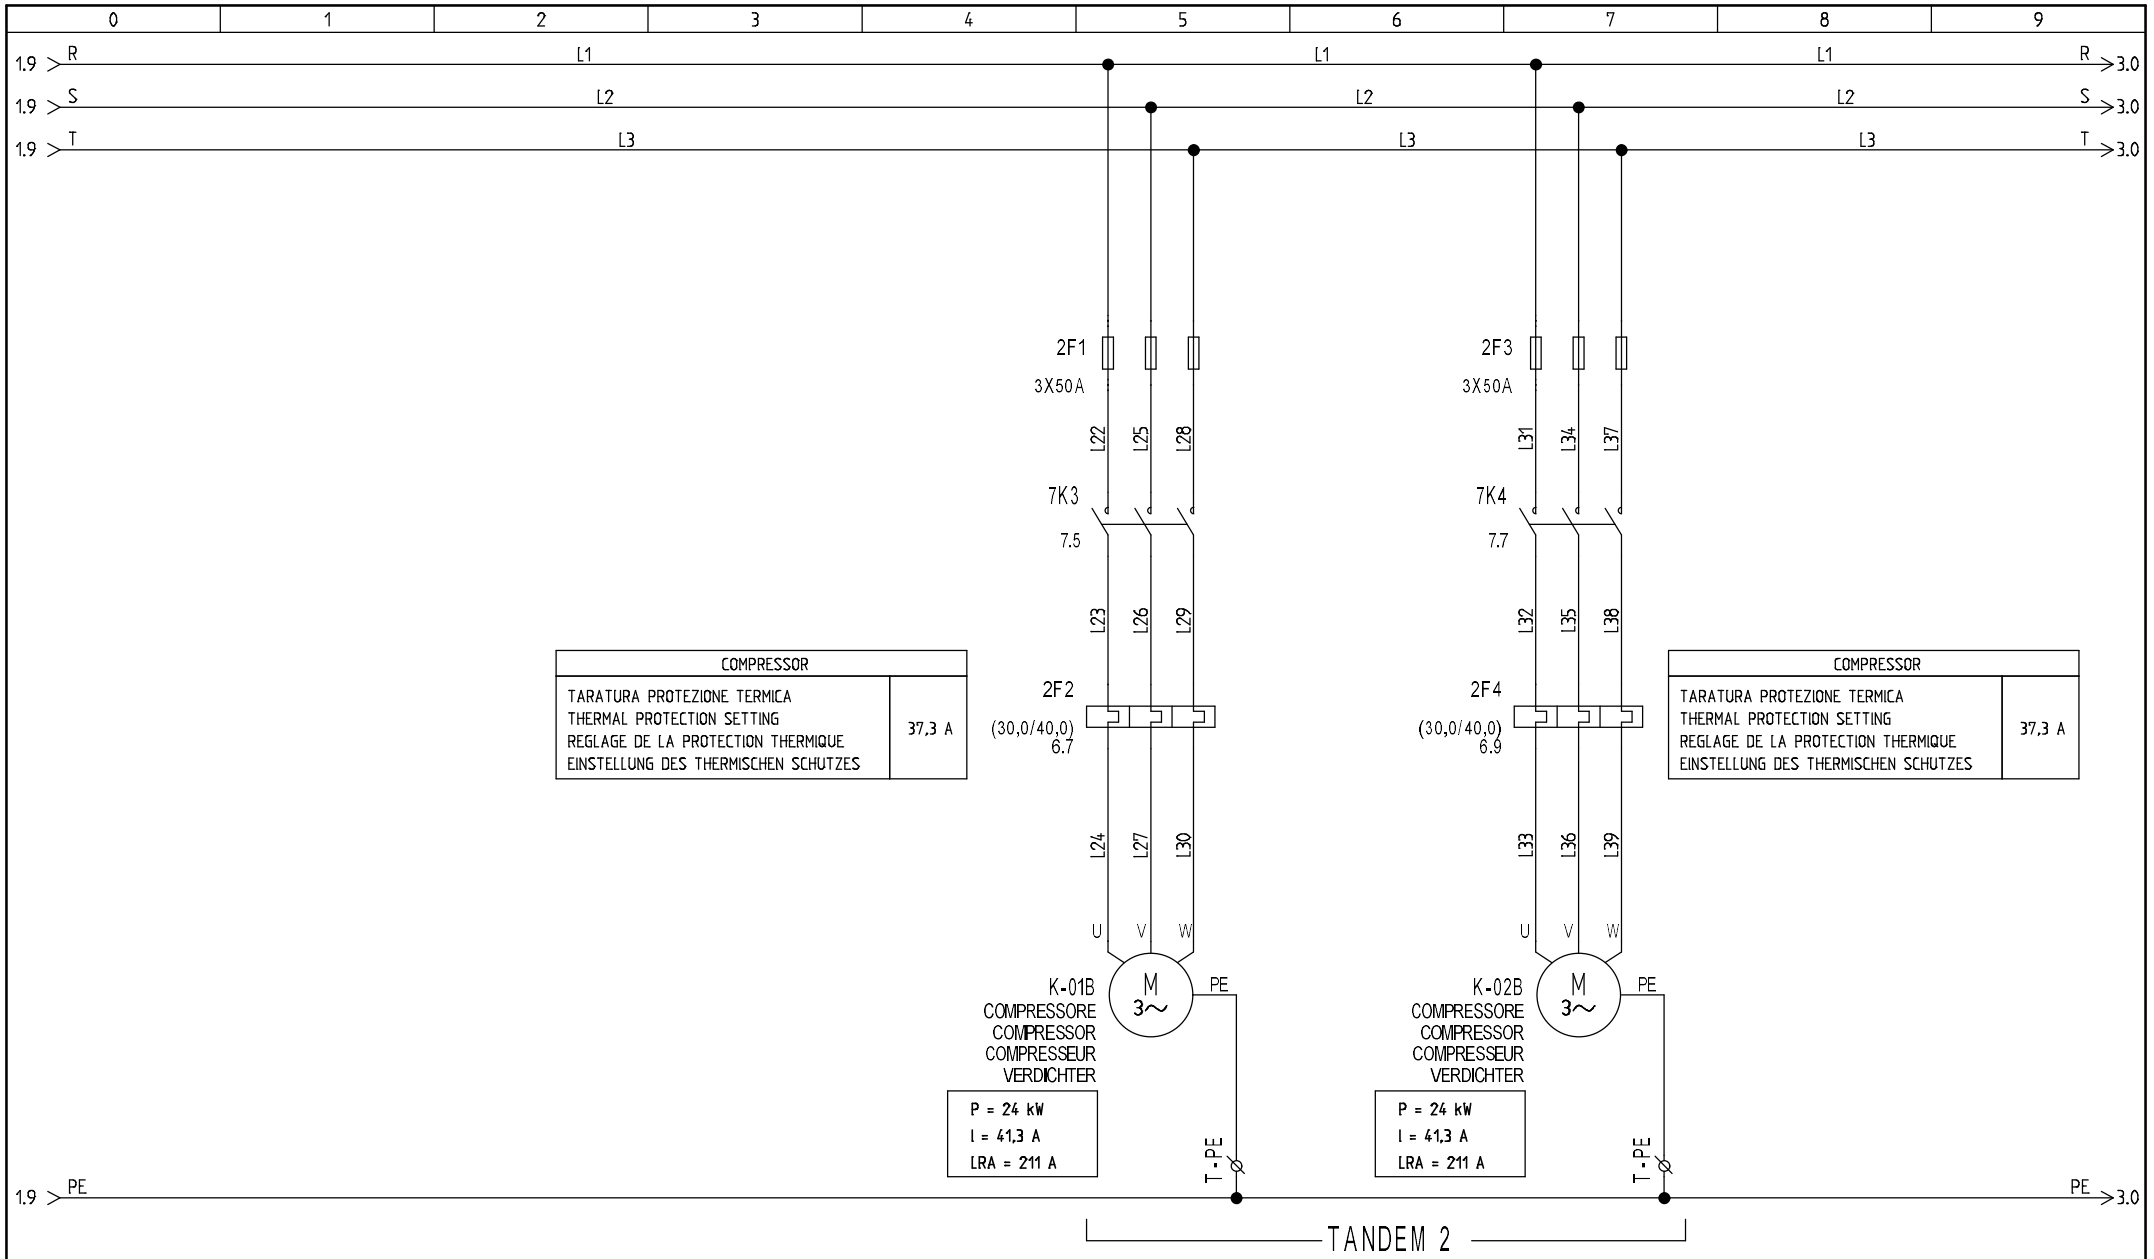 0 1 2 3 4 5 6 7 8 9
1.9 R L1 L1 L1 R 3.0
1.9 S L2 L2 L2 S 3.0
1.9 T L3 L3 L3 T 3.0
2F1
3X50A
2F3
3X50A
L22 L25 L28
L31 L34 L37
7K3
7.5
7K4
7.7
L23 L26 L29
L32 L35 L38
COMPRESSOR
TARATURA PROTEZIONE TERMICA
THERMAL PROTECTION SETTING
REGLAGE DE LA PROTECTION THERMIQUE
EINSTELLUNG DES THERMISCHEN SCHUTZES
37,3 A
2F2
(30,0/40,0)
6.7
2F4
(30,0/40,0)
6.9
COMPRESSOR
TARATURA PROTEZIONE TERMICA
THERMAL PROTECTION SETTING
REGLAGE DE LA PROTECTION THERMIQUE
EINSTELLUNG DES THERMISCHEN SCHUTZES
37,3 A
L24 L27 L30
L33 L36 L39
U V W
U V W
K-01B
COMPRESSORE
COMPRESSOR
COMPRESSEUR
VERDICHTER
M
3~
PE
P = 24 kW
I = 41,3 A
LRA = 211 A
T-PE
K-02B
COMPRESSORE
COMPRESSOR
COMPRESSEUR
VERDICHTER
M
3~
PE
P = 24 kW
I = 41,3 A
LRA = 211 A
T-PE
1.9 PE PE 3.0
TANDEM 2